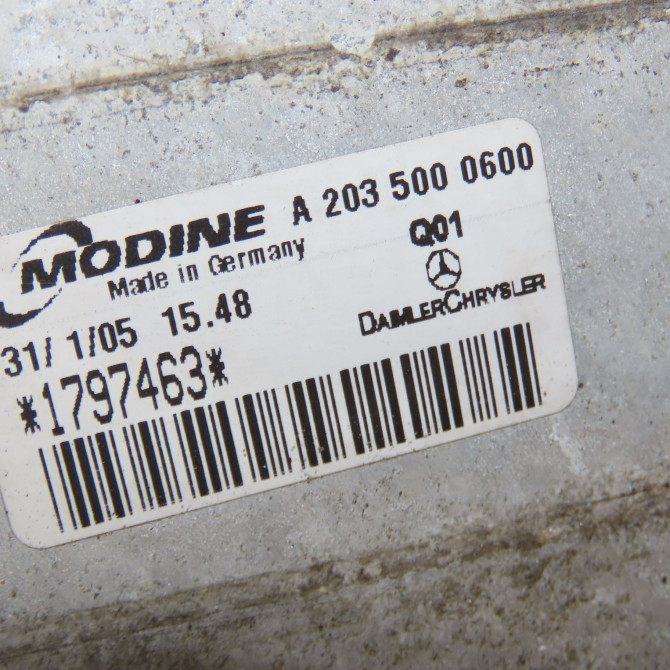 MODINE A 203 500 0600
Made in Germany Q01
31/ 1/05 15.48 DAIMLERCHRYSLER
*1797463*